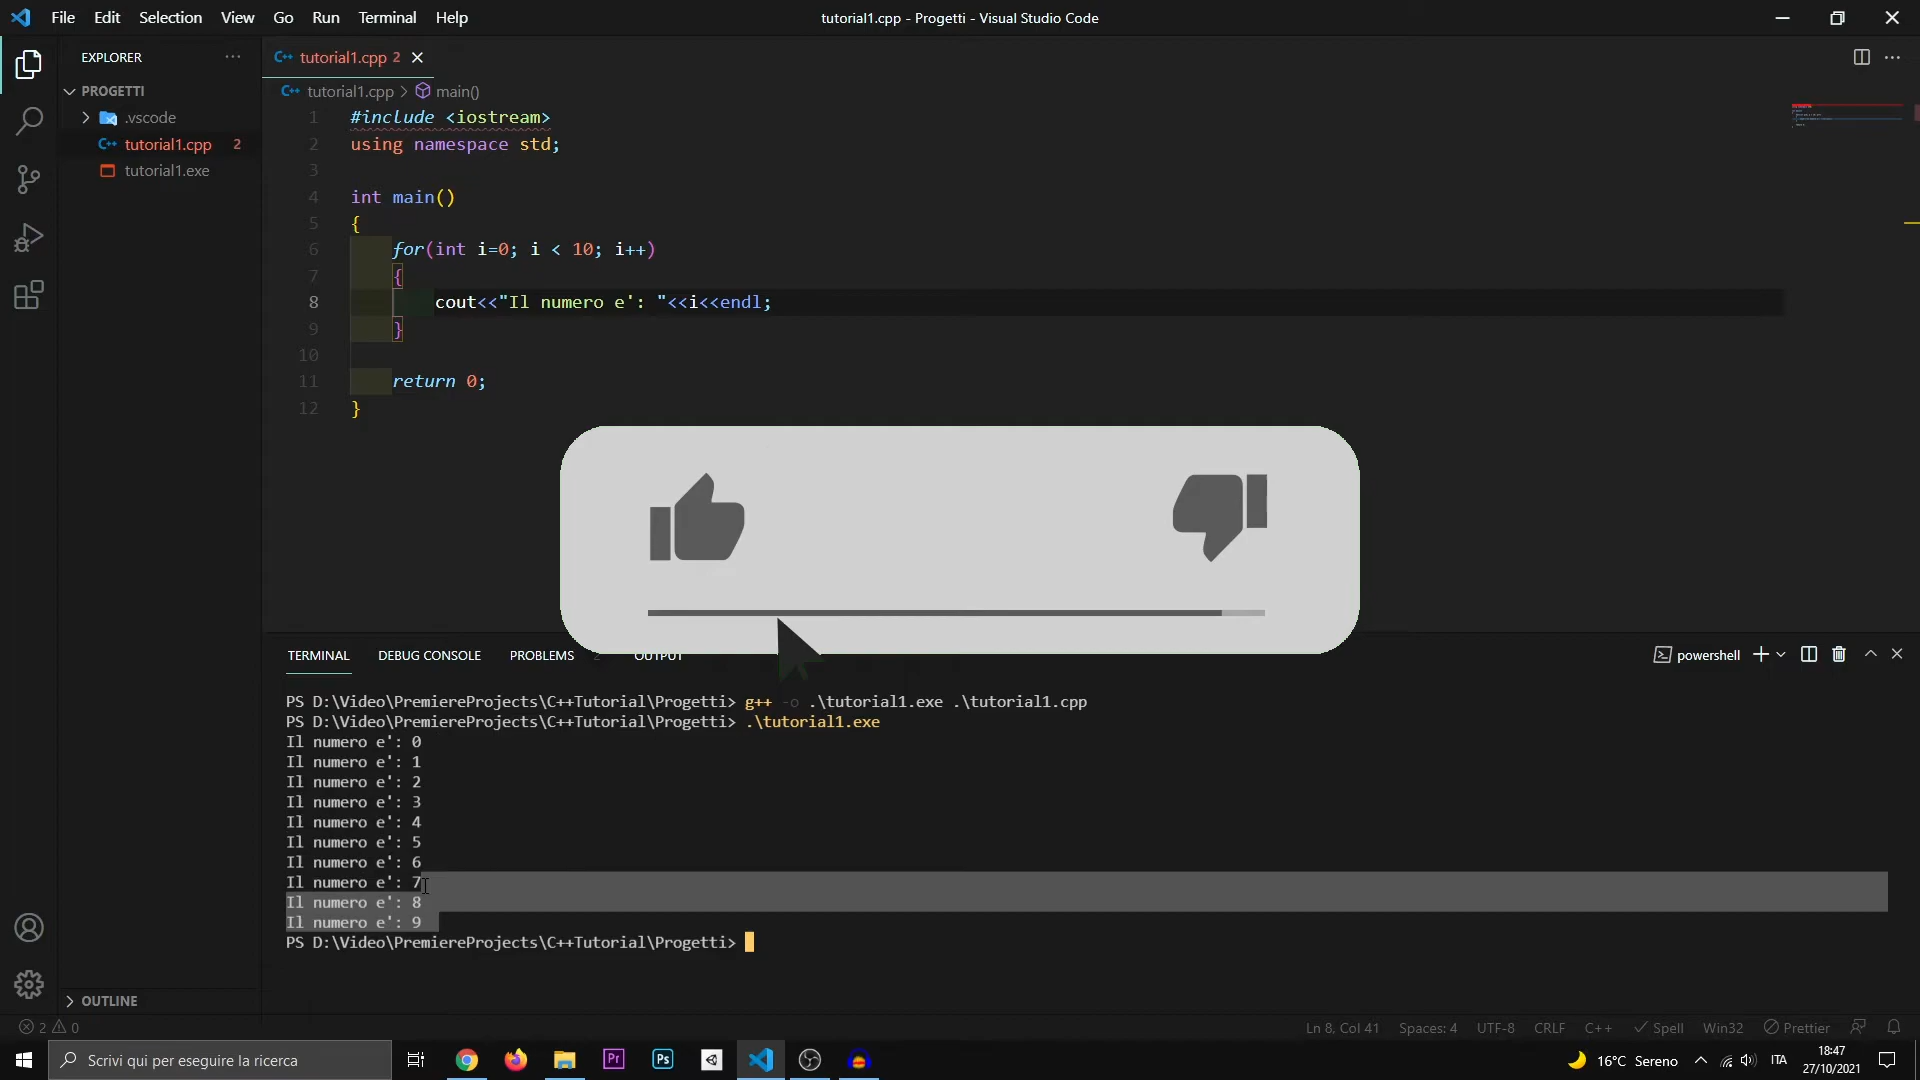 File Edit Selection View Go Run Terminal Help
tutorial1.cpp - Progetti - Visual Studio Code
EXPLORER
PROGETTI
.vscode
tutorial1.cpp 2
tutorial1.exe
OUTLINE
tutorial1.cpp 2
tutorial1.cpp > main()
1 #include <iostream>
2 using namespace std;
3
4 int main()
5 {
6 for(int i=0; i < 10; i++)
7 {
8 cout<<"Il numero e': "<<i<<endl;
9 }
10
11 return 0;
12 }
TERMINAL DEBUG CONSOLE PROBLEMS 2 OUTPUT
powershell
PS D:\Video\PremiereProjects\C++Tutorial\Progetti> g++ -o .\tutorial1.exe .\tutorial1.cpp
PS D:\Video\PremiereProjects\C++Tutorial\Progetti> .\tutorial1.exe
Il numero e': 0
Il numero e': 1
Il numero e': 2
Il numero e': 3
Il numero e': 4
Il numero e': 5
Il numero e': 6
Il numero e': 7
Il numero e': 8
Il numero e': 9
PS D:\Video\PremiereProjects\C++Tutorial\Progetti>
2 0
Ln 8, Col 41 Spaces: 4 UTF-8 CRLF C++ Spell Win32 Prettier
Scrivi qui per eseguire la ricerca
Pr
Ps
16°C Sereno
ITA
18:47
27/10/2021